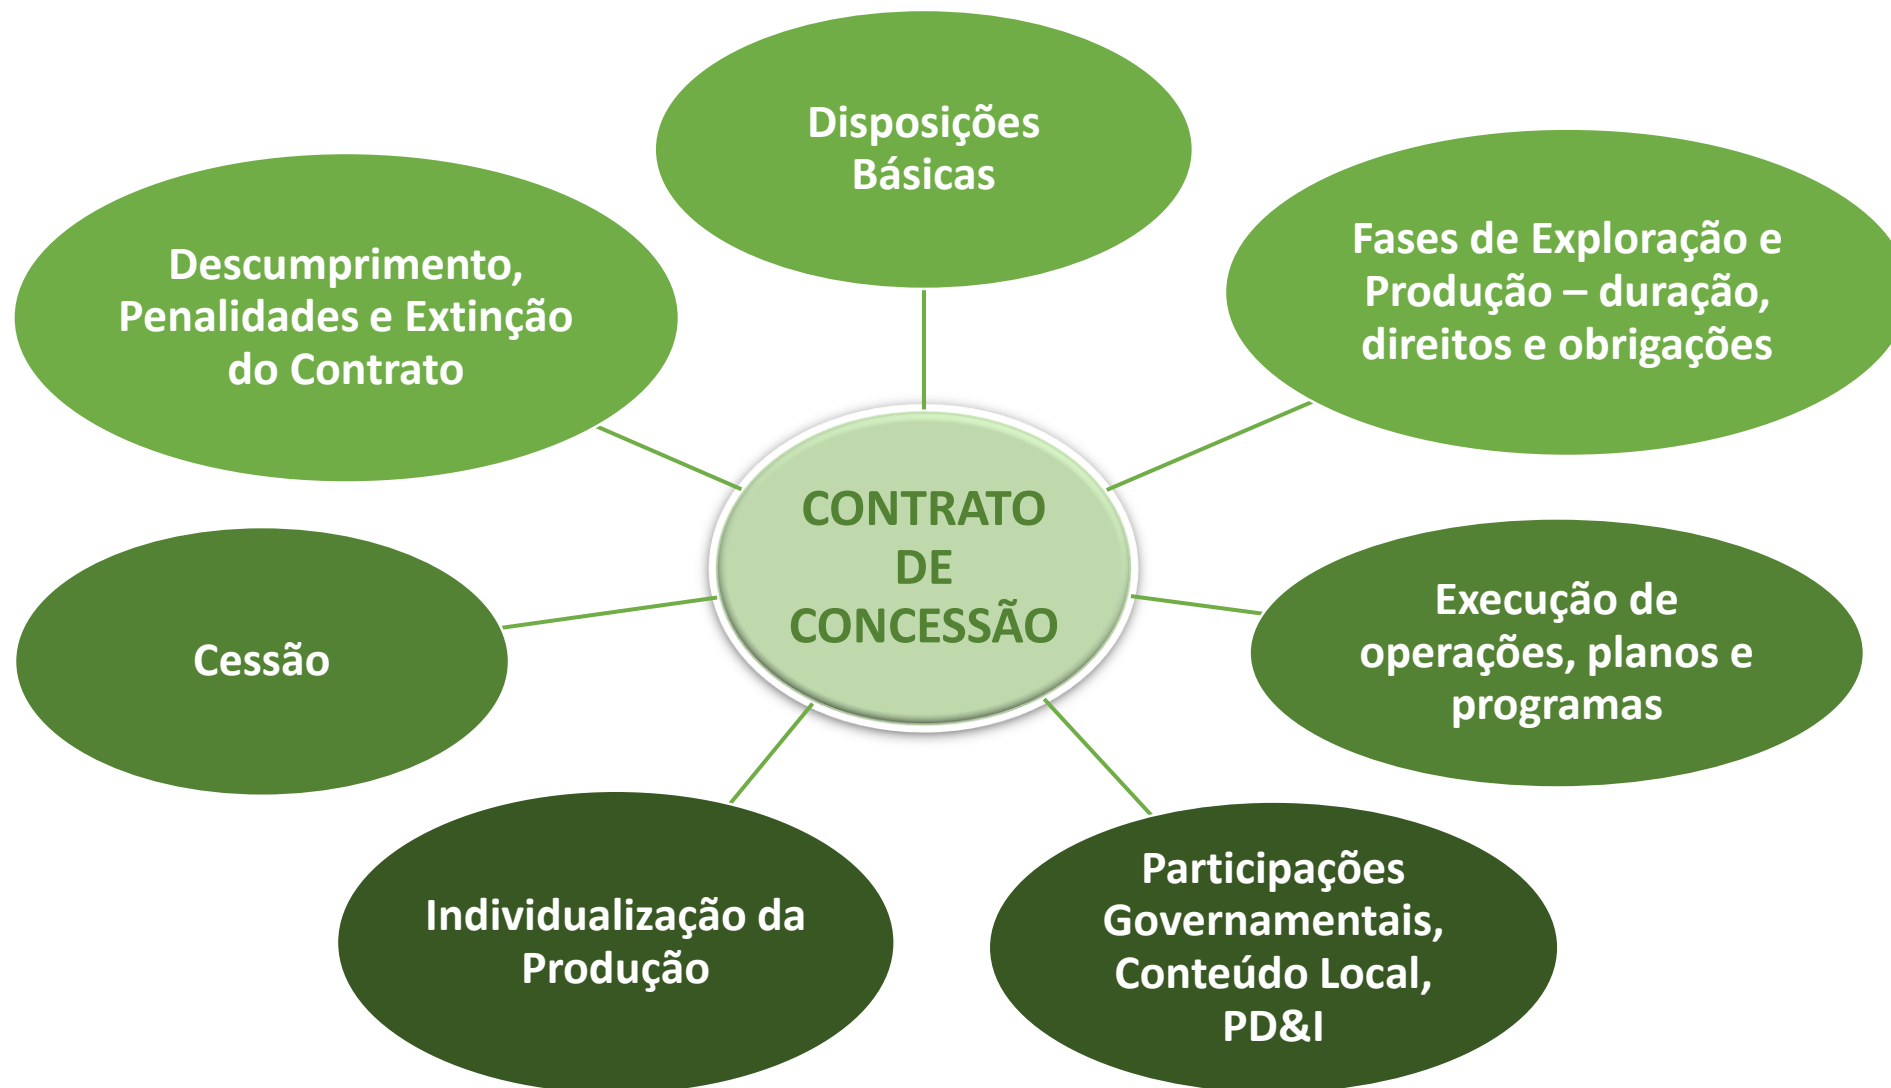 Disposições
Básicas
Fases de Exploração e
Produção – duração,
direitos e obrigações
Execução de
operações, planos e
programas
Participações
Governamentais,
Conteúdo Local,
PD&I
Individualização da
Produção
Cessão
Descumprimento,
Penalidades e Extinção
do Contrato
CONTRATO
DE
CONCESSÃO